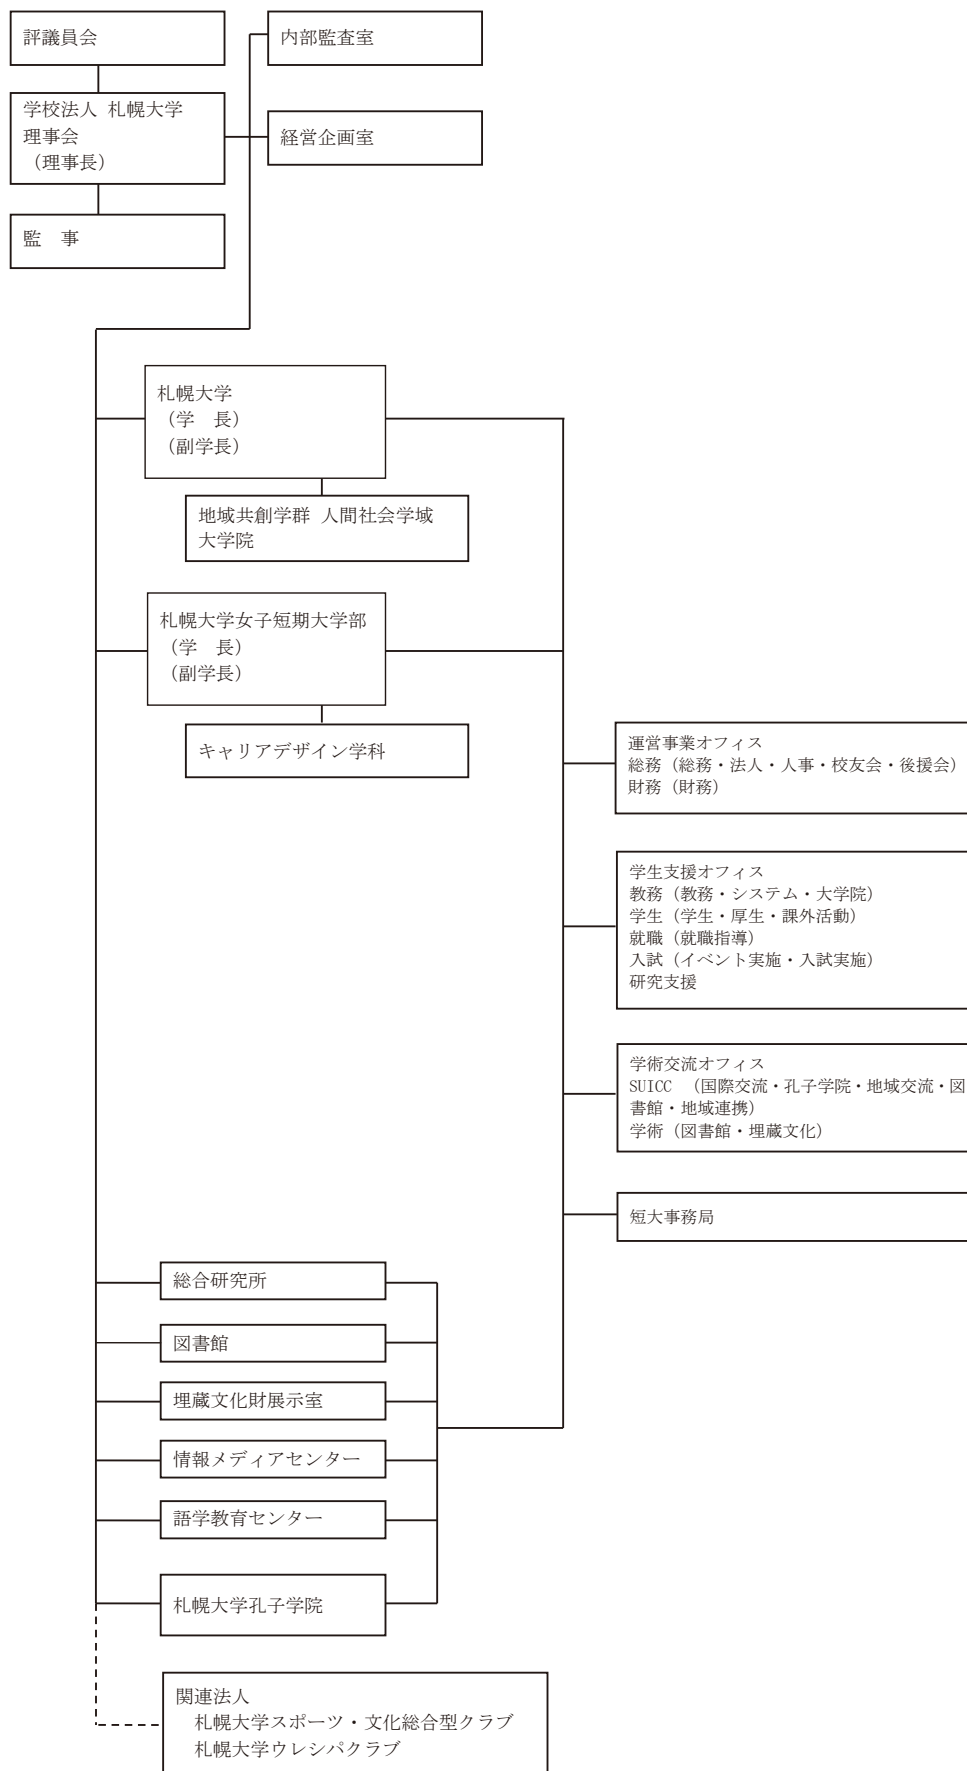 評議員会
内部監査室
学校法人 札幌大学
理事会
（理事長）
経営企画室
監　事
札幌大学
（学　長）
（副学長）
地域共創学群 人間社会学域
大学院
札幌大学女子短期大学部
（学　長）
（副学長）
キャリアデザイン学科
運営事業オフィス
総務（総務・法人・人事・校友会・後援会）
財務（財務）
学生支援オフィス
教務（教務・システム・大学院）
学生（学生・厚生・課外活動）
就職（就職指導）
入試（イベント実施・入試実施）
研究支援
学術交流オフィス
SUICC　（国際交流・孔子学院・地域交流・図
書館・地域連携）
学術（図書館・埋蔵文化）
短大事務局
総合研究所
図書館
埋蔵文化財展示室
情報メディアセンター
語学教育センター
札幌大学孔子学院
関連法人
札幌大学スポーツ・文化総合型クラブ
札幌大学ウレシパクラブ